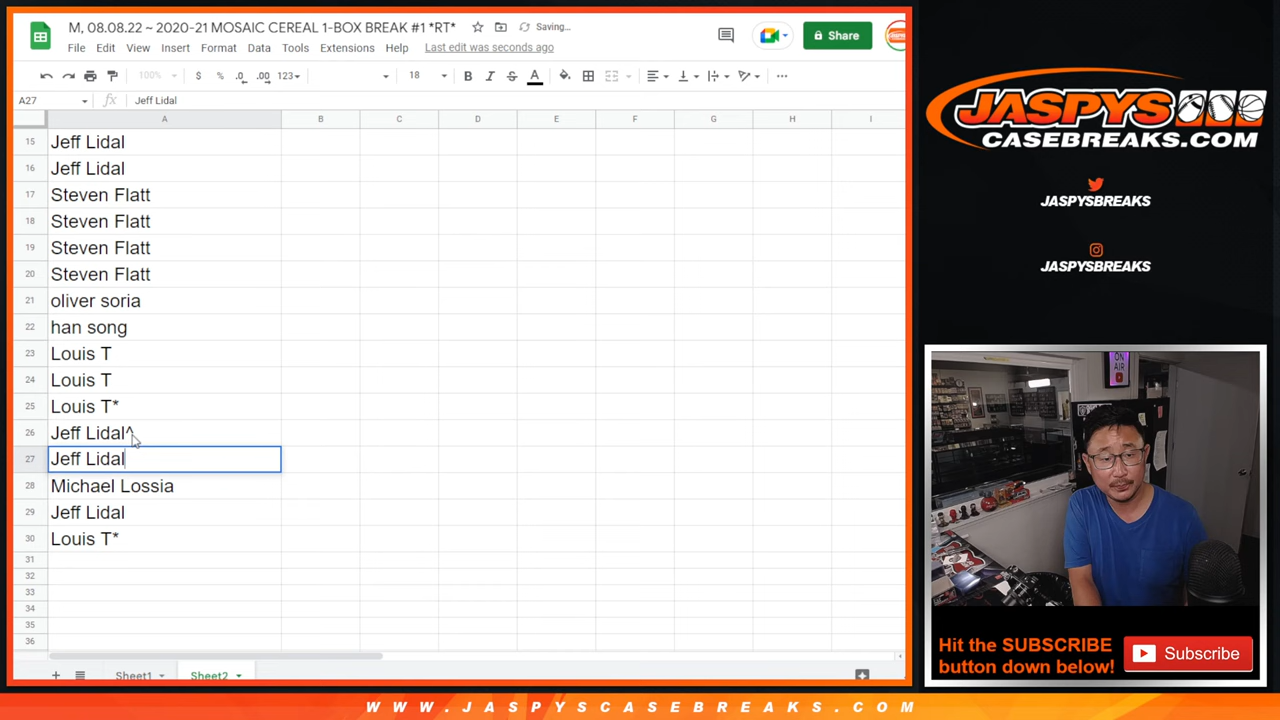 M, 08.08.22 ~ 2020-21 MOSAIC CEREAL 1-BOX BREAK #1 *RT*
Saving...
Share
File Edit View Insert Format Data Tools Extensions Help Last edit was seconds ago
100% $ % .0 .00 123 18 B I S A
A27 fx Jeff Lidal
A B C D E F G H I
15 Jeff Lidal
16 Jeff Lidal
17 Steven Flatt
18 Steven Flatt
19 Steven Flatt
20 Steven Flatt
21 oliver soria
22 han song
23 Louis T
24 Louis T
25 Louis T*
26 Jeff Lidal^
27 Jeff Lidal
28 Michael Lossia
29 Jeff Lidal
30 Louis T*
31
32
33
34
35
36
Sheet1 Sheet2
JASPYS
CASEBREAKS.COM
JASPYSBREAKS
JASPYSBREAKS
ON AIR
Hit the SUBSCRIBE
button down below!
Subscribe
WWW.JASPYSCASEBREAKS.COM